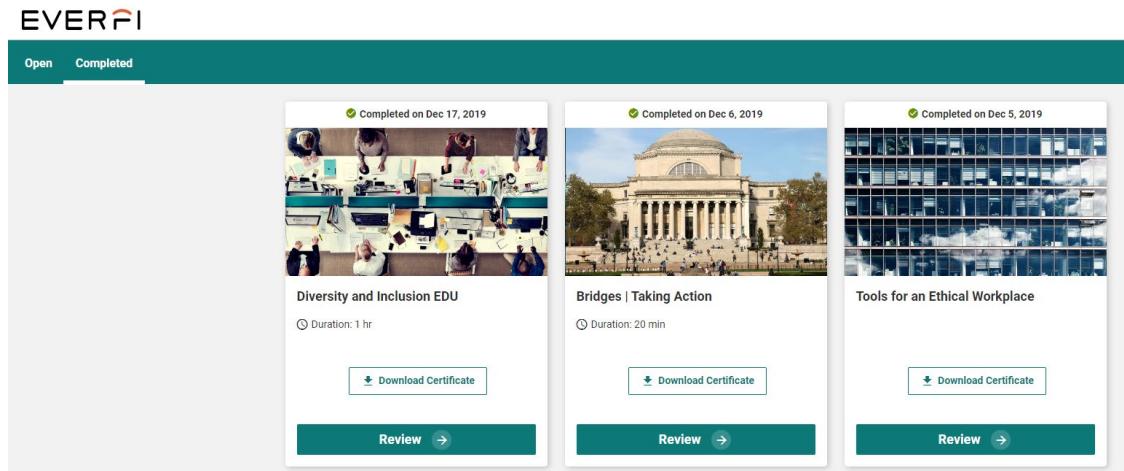 EVERFI
Open Completed
Completed on Dec 17, 2019
Diversity and Inclusion EDU
Duration: 1 hr
Download Certificate
Review
Completed on Dec 6, 2019
Bridges | Taking Action
Duration: 20 min
Download Certificate
Review
Completed on Dec 5, 2019
Tools for an Ethical Workplace
Download Certificate
Review